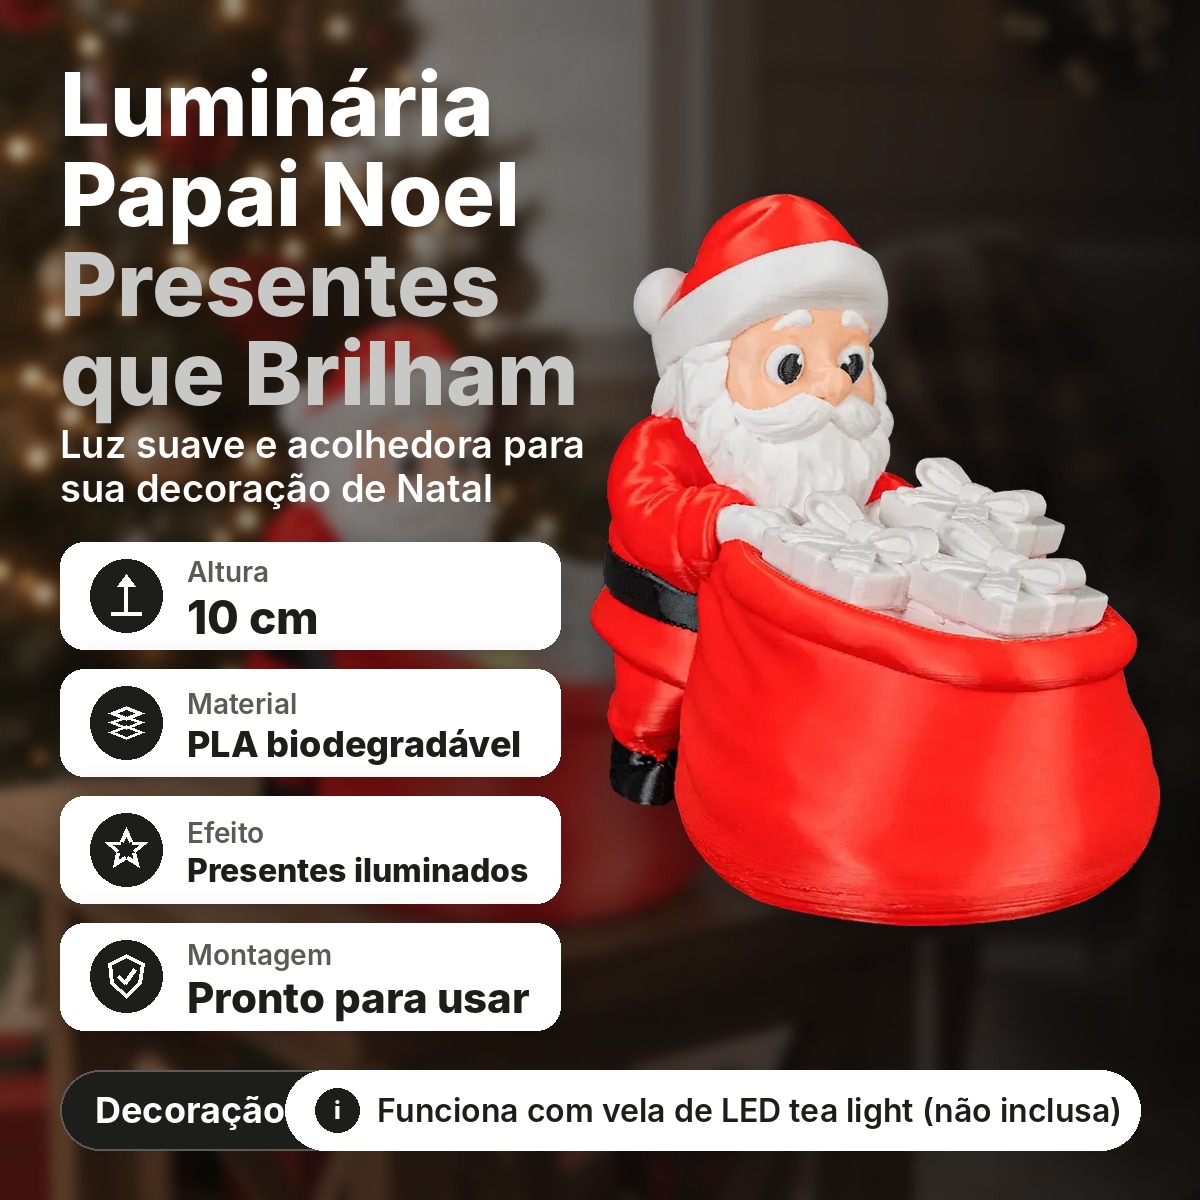 Luminária
Papai Noel
Presentes
que Brilham
Luz suave e acolhedora para
sua decoração de Natal
Altura
10 cm
Material
PLA biodegradável
Efeito
Presentes iluminados
Montagem
Pronto para usar
Decoração
i Funciona com vela de LED tea light (não inclusa)